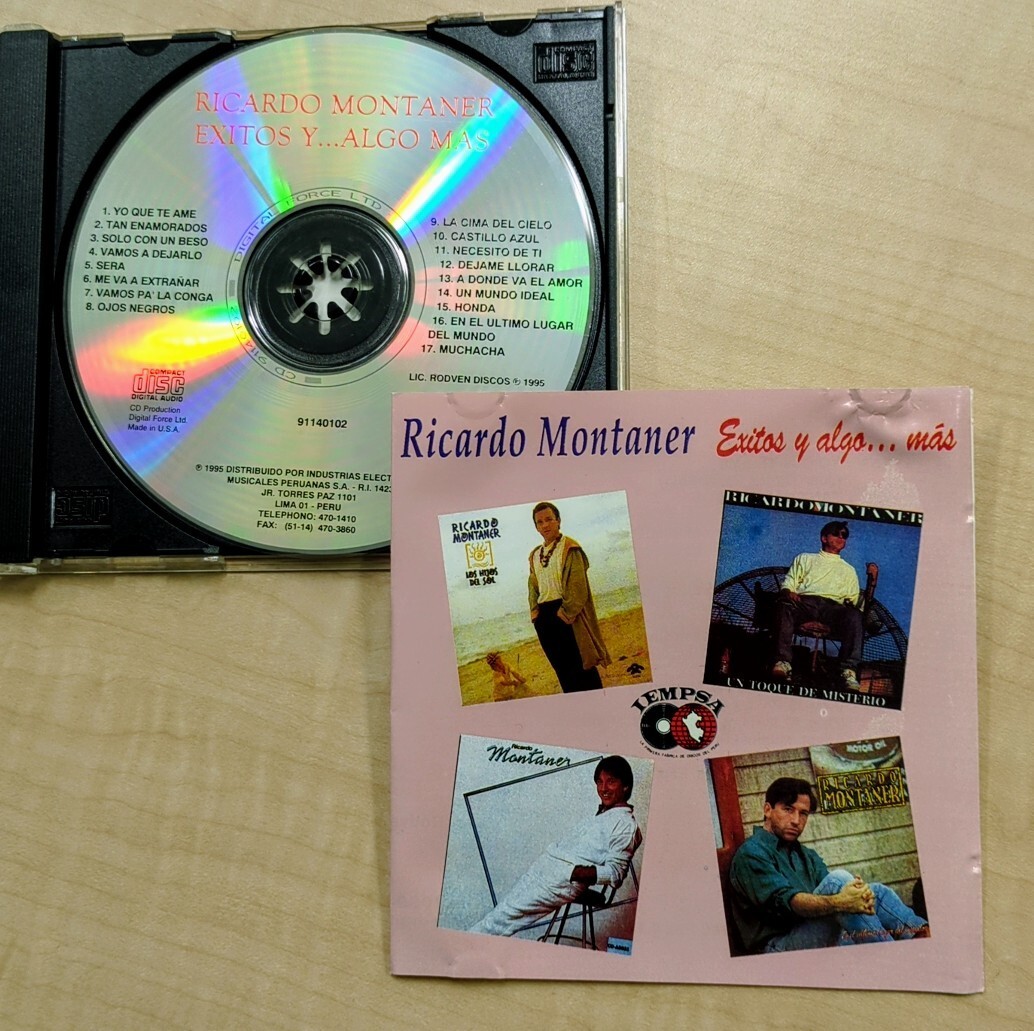 RICARDO MONTANER
EXITOS Y...ALGO MAS
DIGITAL FORCE LTD
1. YO QUE TE AME
2. TAN ENAMORADOS
3. SOLO CON UN BESO
4. VAMOS A DEJARLO
5. SERA
6. ME VA A EXTRAÑAR
7. VAMOS PA' LA CONGA
8. OJOS NEGROS
9. LA CIMA DEL CIELO
10. CASTILLO AZUL
11. NECESITO DE TI
12. DEJAME LLORAR
13. A DONDE VA EL AMOR
14. UN MUNDO IDEAL
15. HONDA
16. EN EL ULTIMO LUGAR
DEL MUNDO
17. MUCHACHA
LIC. RODVEN DISCOS ℗ 1995
COMPACT
disc
DIGITAL AUDIO
CD Production
Digital Force Ltd.
Made in U.S.A.
91140102
℗ 1995 DISTRIBUIDO POR INDUSTRIAS ELECT
MUSICALES PERUANAS S.A. - R.I. 1423
JR. TORRES PAZ 1101
LIMA 01 - PERU
TELEPHONO: 470-1410
FAX: (51-14) 470-3860
Ricardo Montaner Exitos y algo... más
RICARDO
MONTANER
LOS HIJOS
DEL SOL
RICARDO MONTANER
UN TOQUE DE MISTERIO
IEMPSA
LA PRIMERA FABRICA DE DISCOS DEL PERU
Ricardo
Montaner
MOTOR OIL
RICARDO
MONTANER